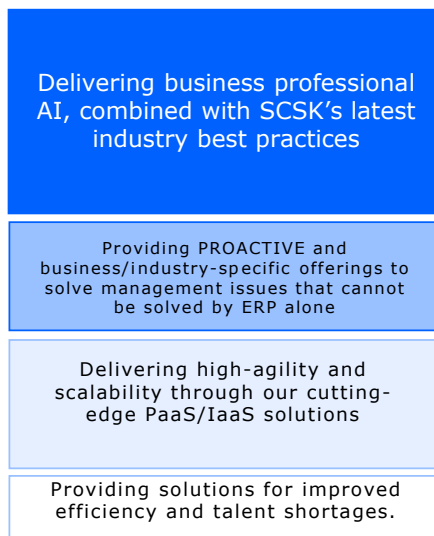 Delivering business professional
AI, combined with SCSK's latest
industry best practices
Providing PROACTIVE and
business/industry-specific offerings to
solve management issues that cannot
be solved by ERP alone
Delivering high-agility and
scalability through our cutting-
edge PaaS/IaaS solutions
Providing solutions for improved
efficiency and talent shortages.